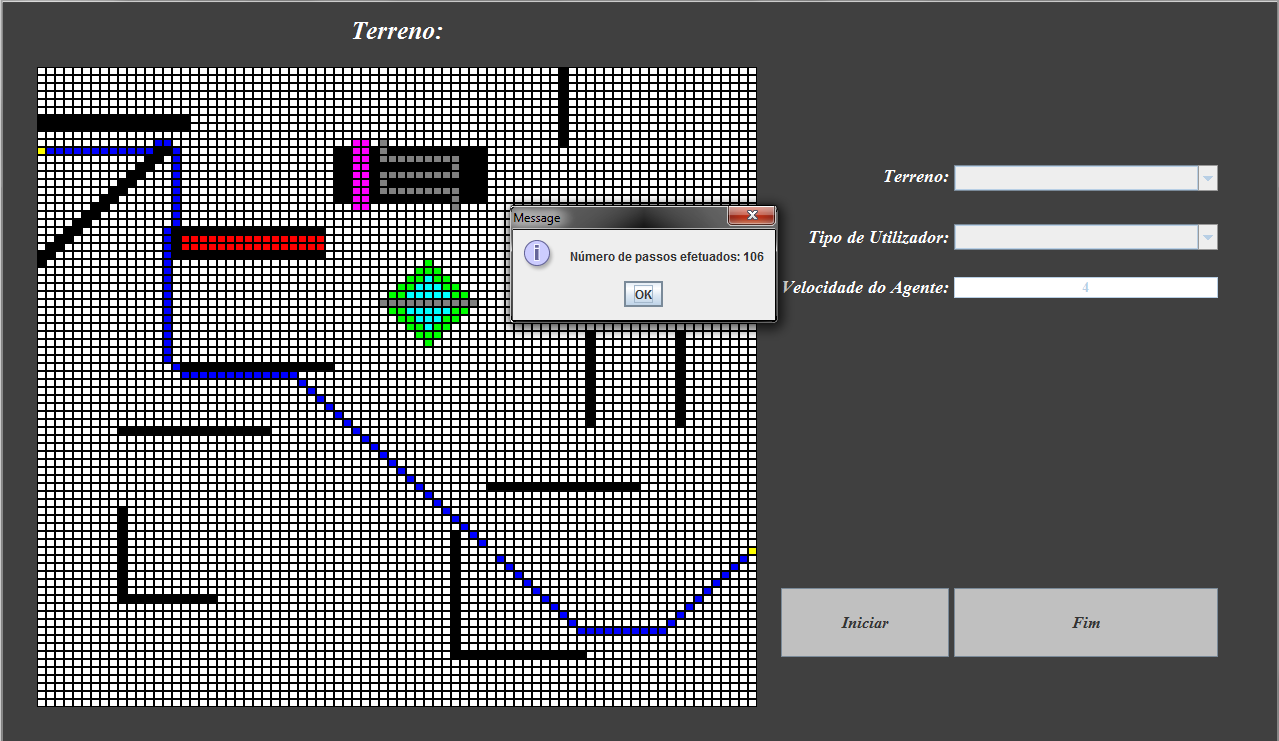 Terreno:
Terreno:
Message
Tipo de Utilizador:
i
Número de passos efetuados: 106
Velocidade do Agente:
4
OK
Iniciar
Fim